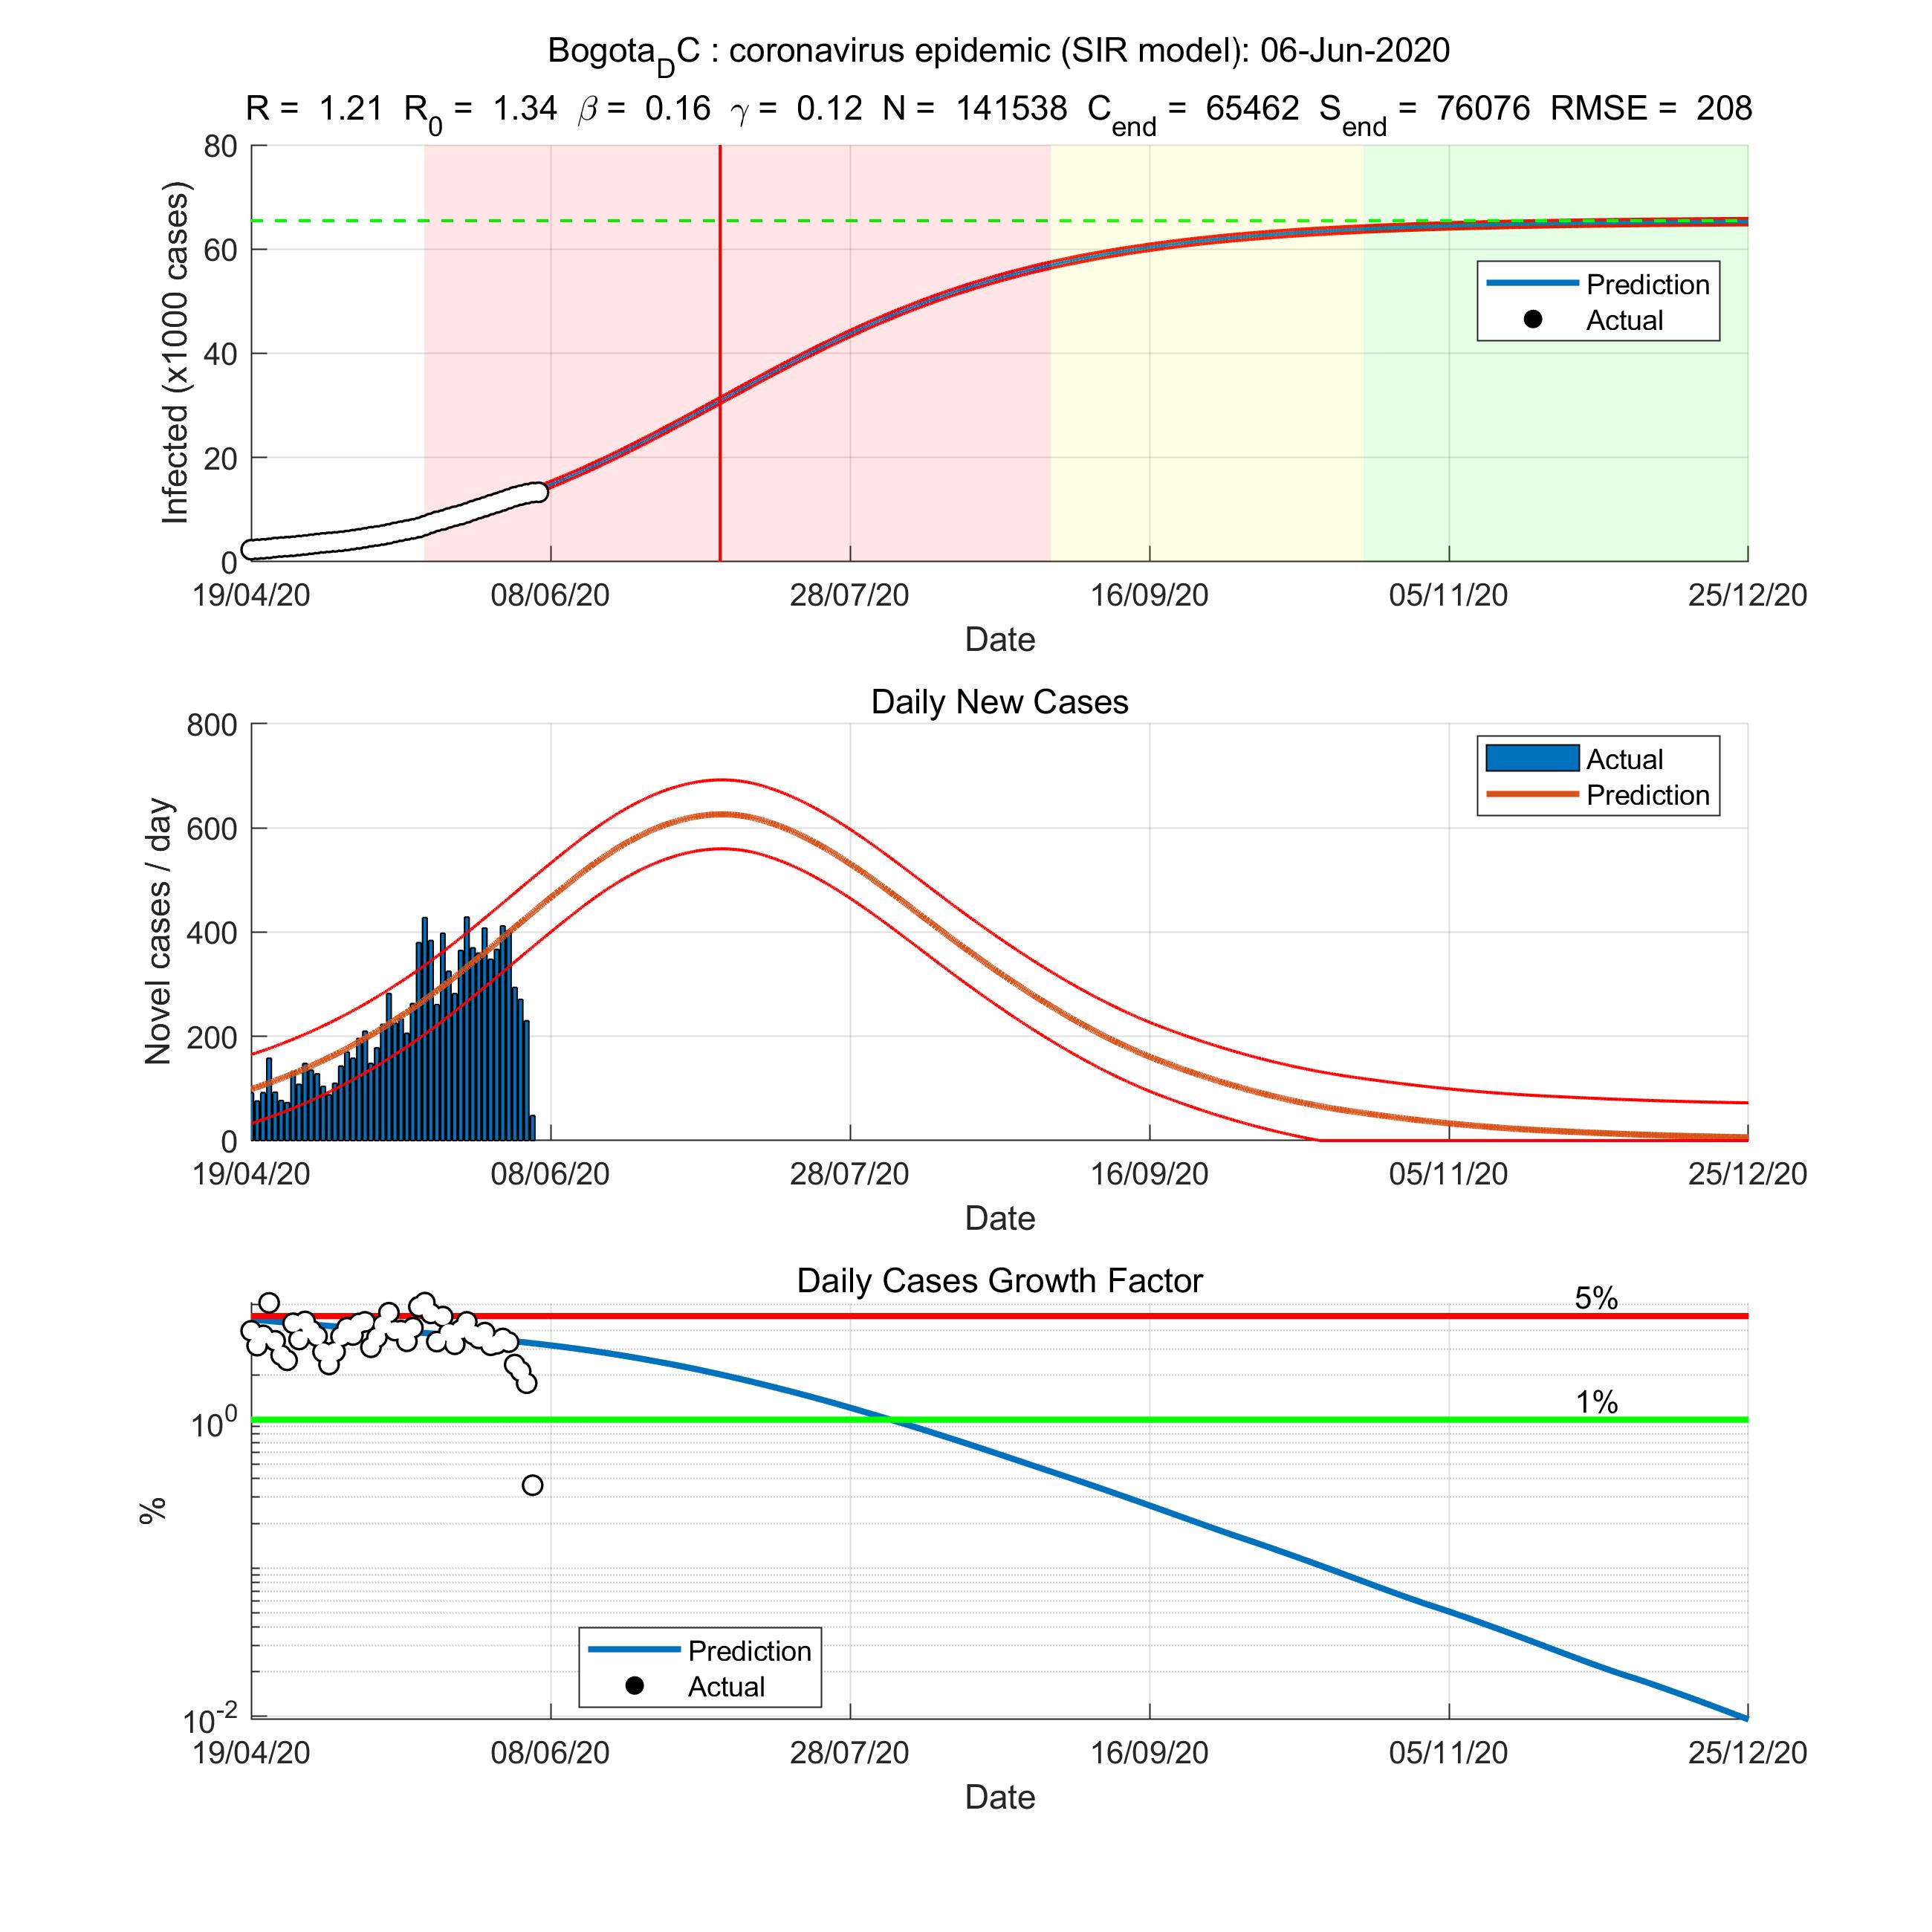 Bogota_DC : coronavirus epidemic (SIR model): 06-Jun-2020
R = 1.21 R_0 = 1.34 β = 0.16 γ = 0.12 N = 141538 C_end = 65462 S_end = 76076 RMSE = 208
80
60
40
20
0
Infected (x1000 cases)
Prediction
Actual
19/04/20 08/06/20 28/07/20 16/09/20 05/11/20 25/12/20
Date
Daily New Cases
800
600
400
200
0
Novel cases / day
Actual
Prediction
19/04/20 08/06/20 28/07/20 16/09/20 05/11/20 25/12/20
Date
Daily Cases Growth Factor
5%
1%
10^0
%
10^-2
Prediction
Actual
19/04/20 08/06/20 28/07/20 16/09/20 05/11/20 25/12/20
Date